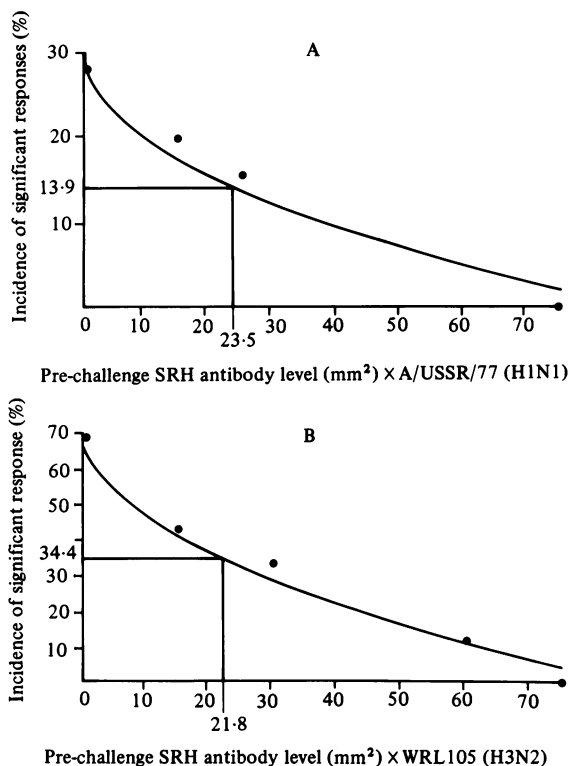 A
Incidence of significant responses (%)
30
20
13·9
10
0 10 20 30 40 50 60 70
23·5
Pre-challenge SRH antibody level (mm²) × A/USSR/77 (H1N1)
B
Incidence of significant response (%)
70
60
50
34·4
30
20
10
0 10 20 30 40 50 60 70
21·8
Pre-challenge SRH antibody level (mm²) × WRL105 (H3N2)